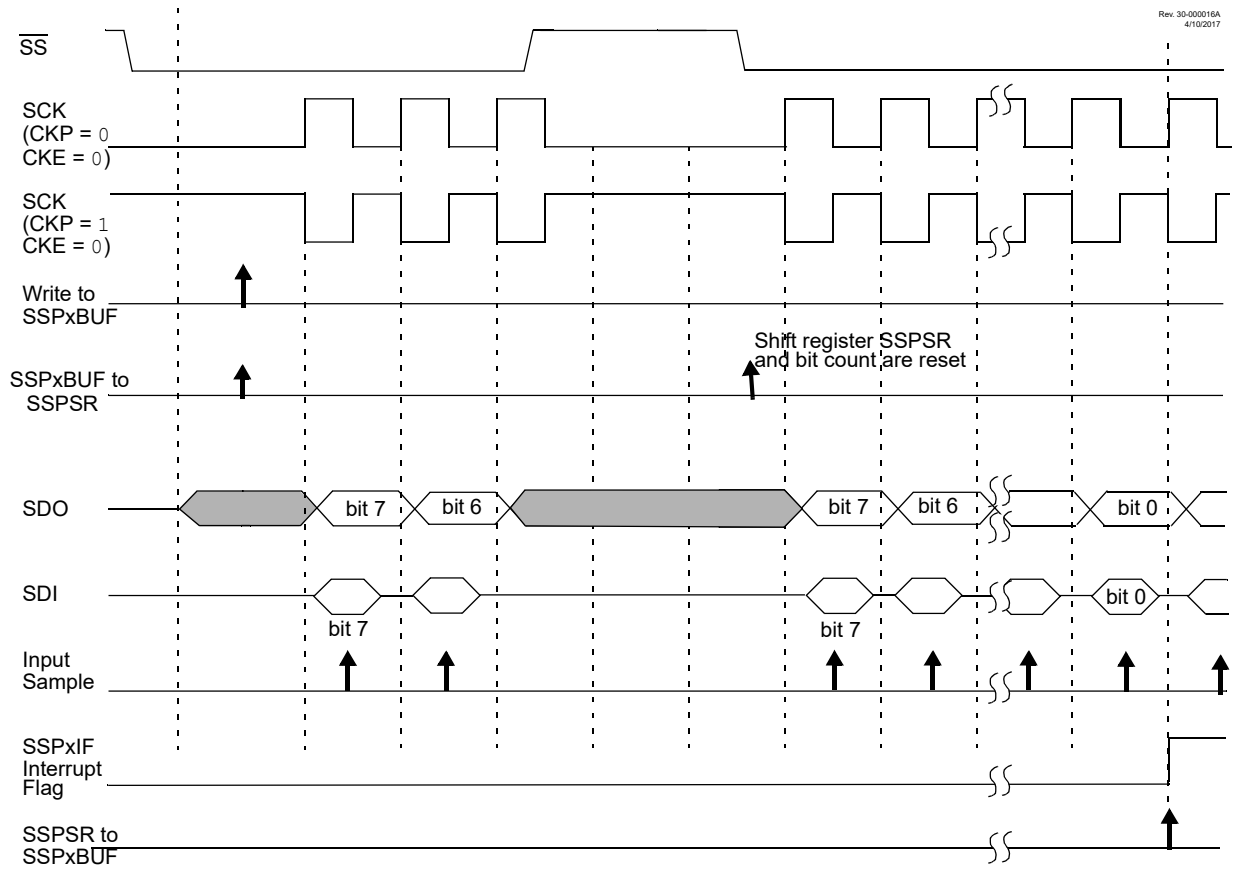 Rev. 30-000016A
4/10/2017
SS
SCK
(CKP = 0
CKE = 0)
SCK
(CKP = 1
CKE = 0)
Write to
SSPxBUF
Shift register SSPSR
and bit count are reset
SSPxBUF to
SSPSR
SDO
bit 7
bit 6
bit 7
bit 6
bit 0
SDI
bit 0
bit 7
bit 7
Input
Sample
SSPxIF
Interrupt
Flag
SSPSR to
SSPxBUF